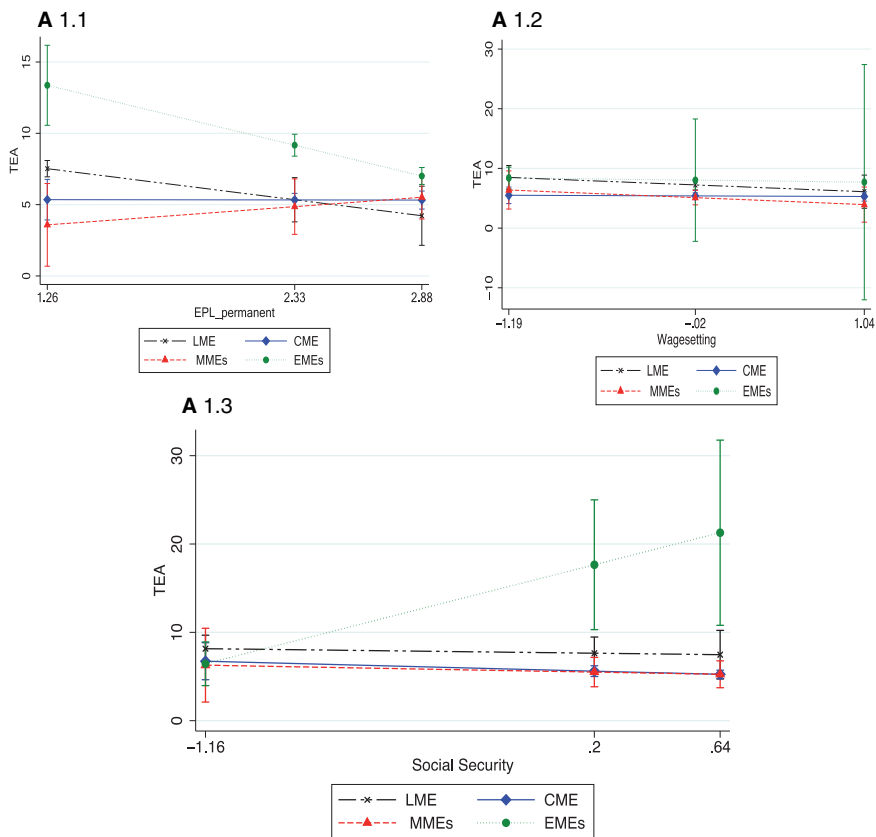 A 1.1
15
10
5
0
TEA
1.26
2.33
2.88
EPL_permanent
LME
CME
MMEs
EMEs
A 1.2
30
20
10
0
−10
TEA
−1.19
−.02
1.04
Wagesetting
LME
CME
MMEs
EMEs
A 1.3
30
20
10
0
TEA
−1.16
.2
.64
Social Security
LME
CME
MMEs
EMEs